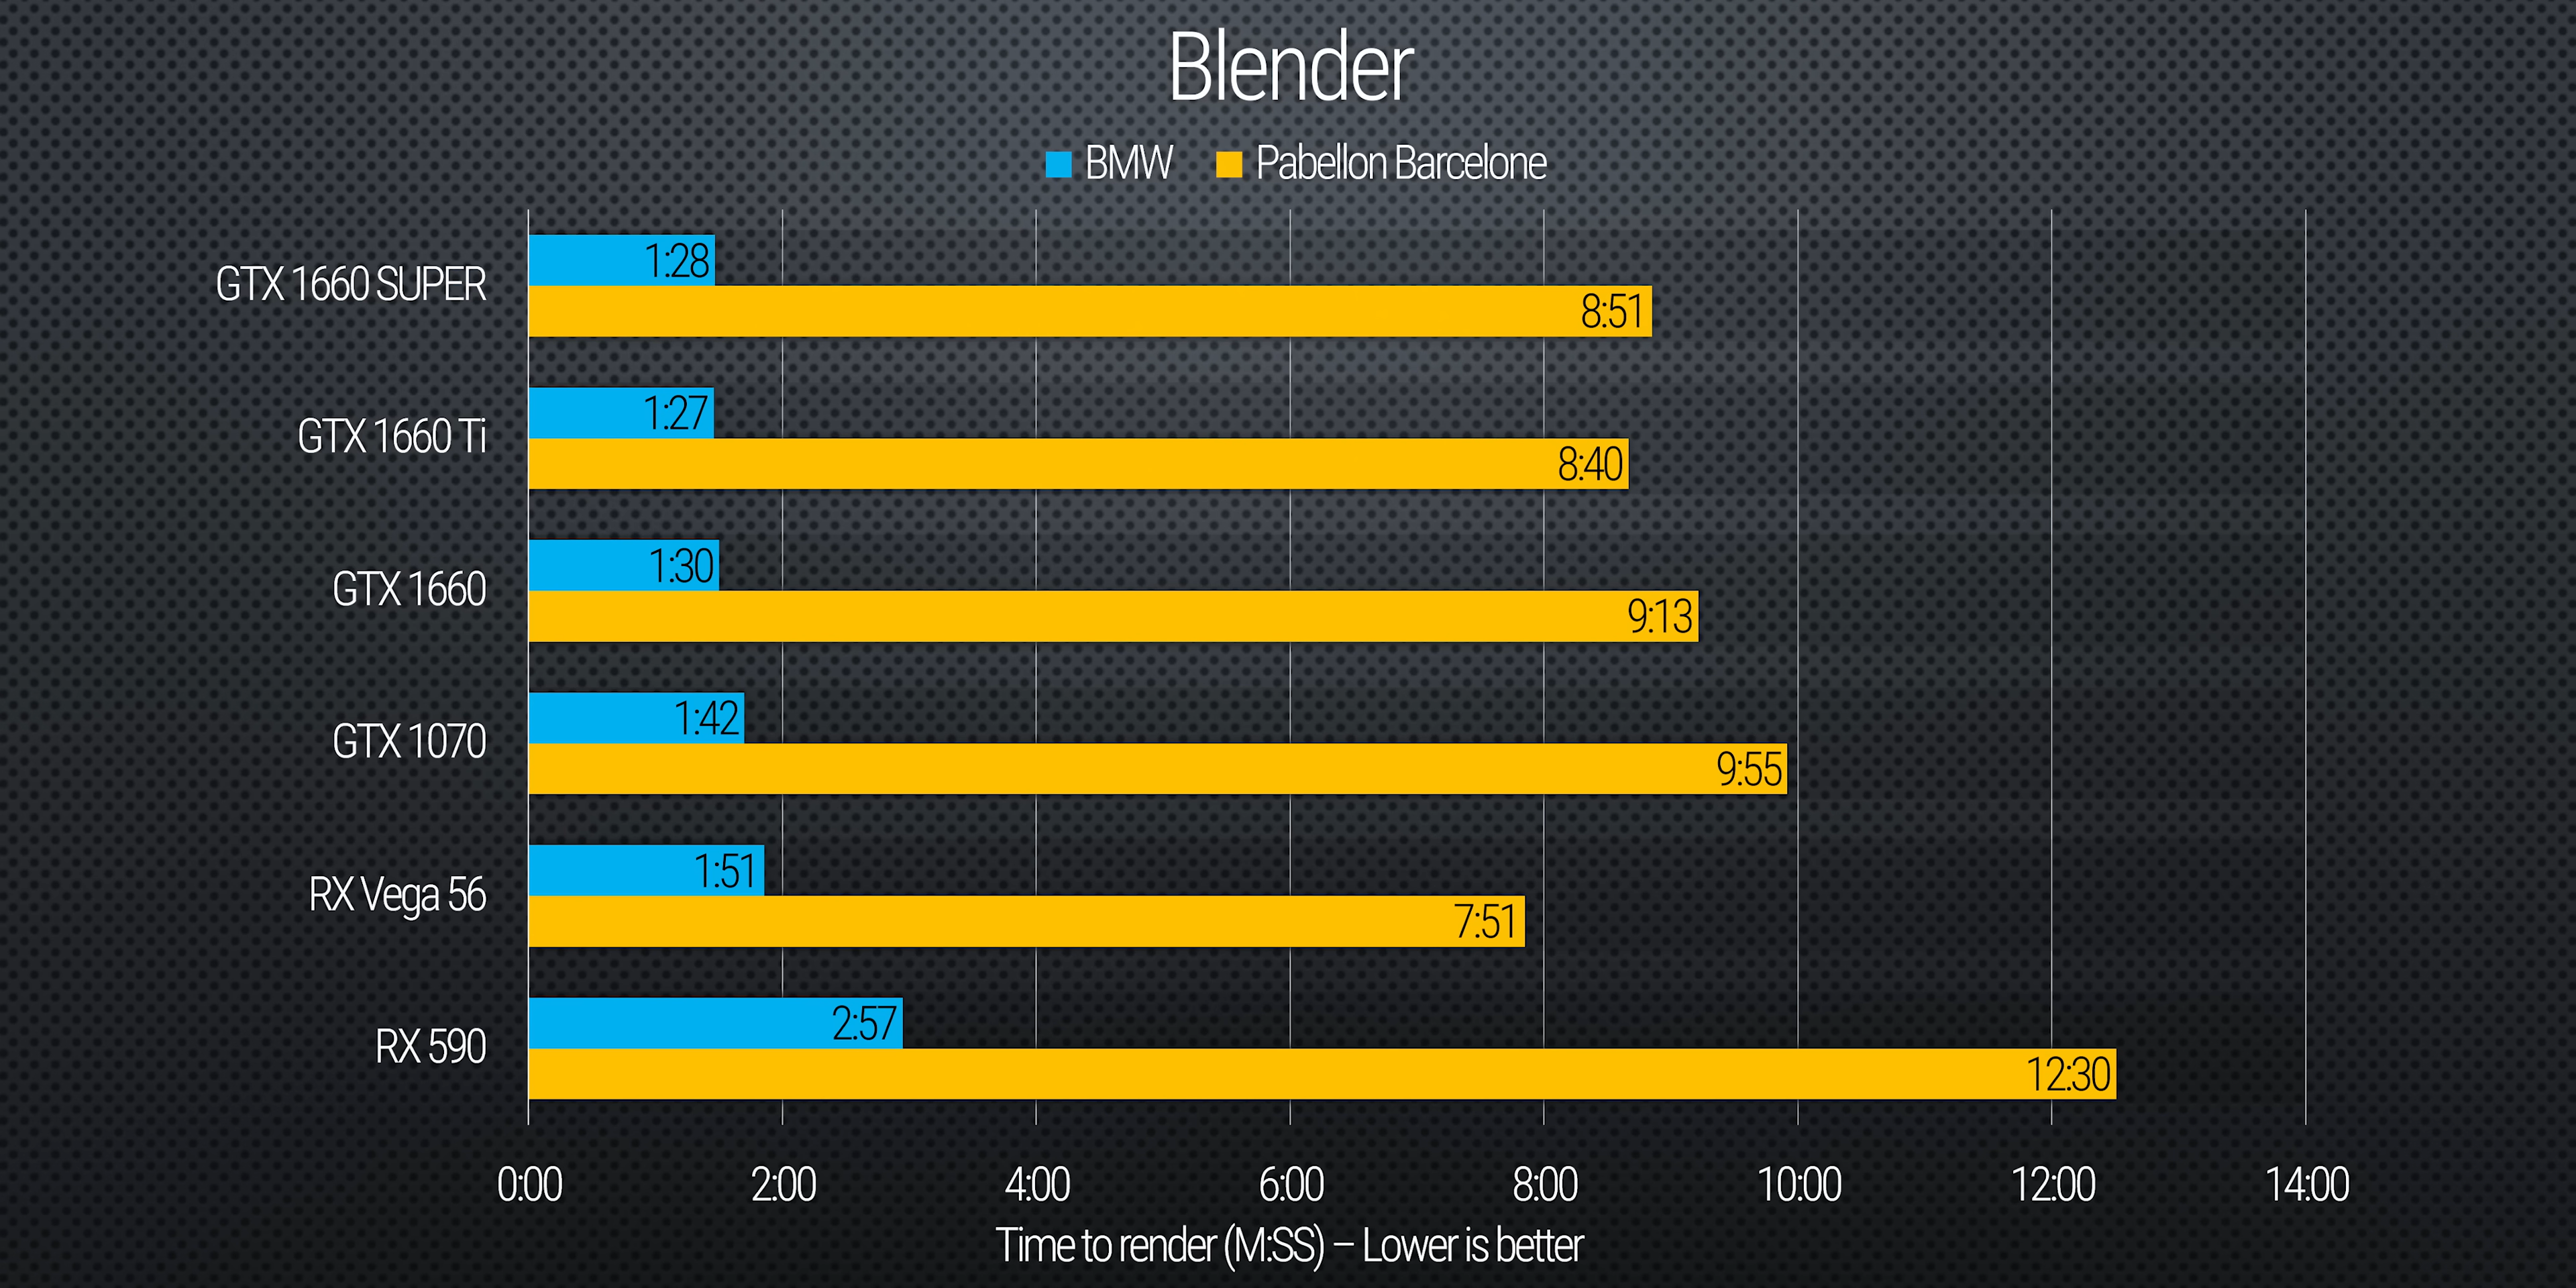 Blender
BMW Pabellon Barcelone
GTX 1660 SUPER 1:28
8:51
GTX 1660 Ti 1:27
8:40
GTX 1660 1:30
9:13
GTX 1070 1:42
9:55
RX Vega 56 1:51
7:51
RX 590 2:57
12:30
0:00 2:00 4:00 6:00 8:00 10:00 12:00 14:00
Time to render (M:SS) – Lower is better